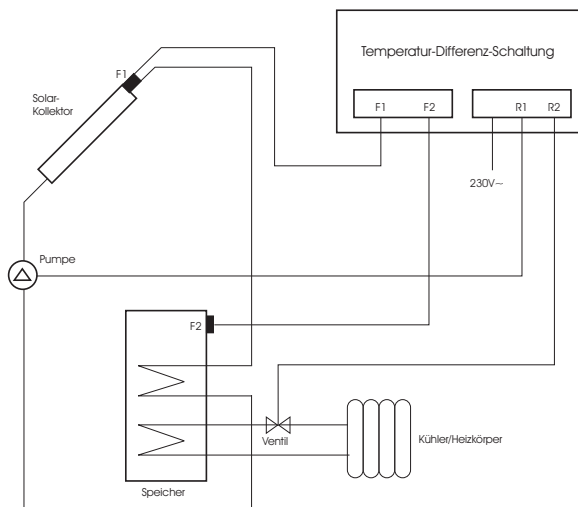 Temperatur-Differenz-Schaltung
F1
Solar-
Kollektor
F1
F2
R1
R2
230V~
Pumpe
F2
Ventil
Kühler/Heizkörper
Speicher